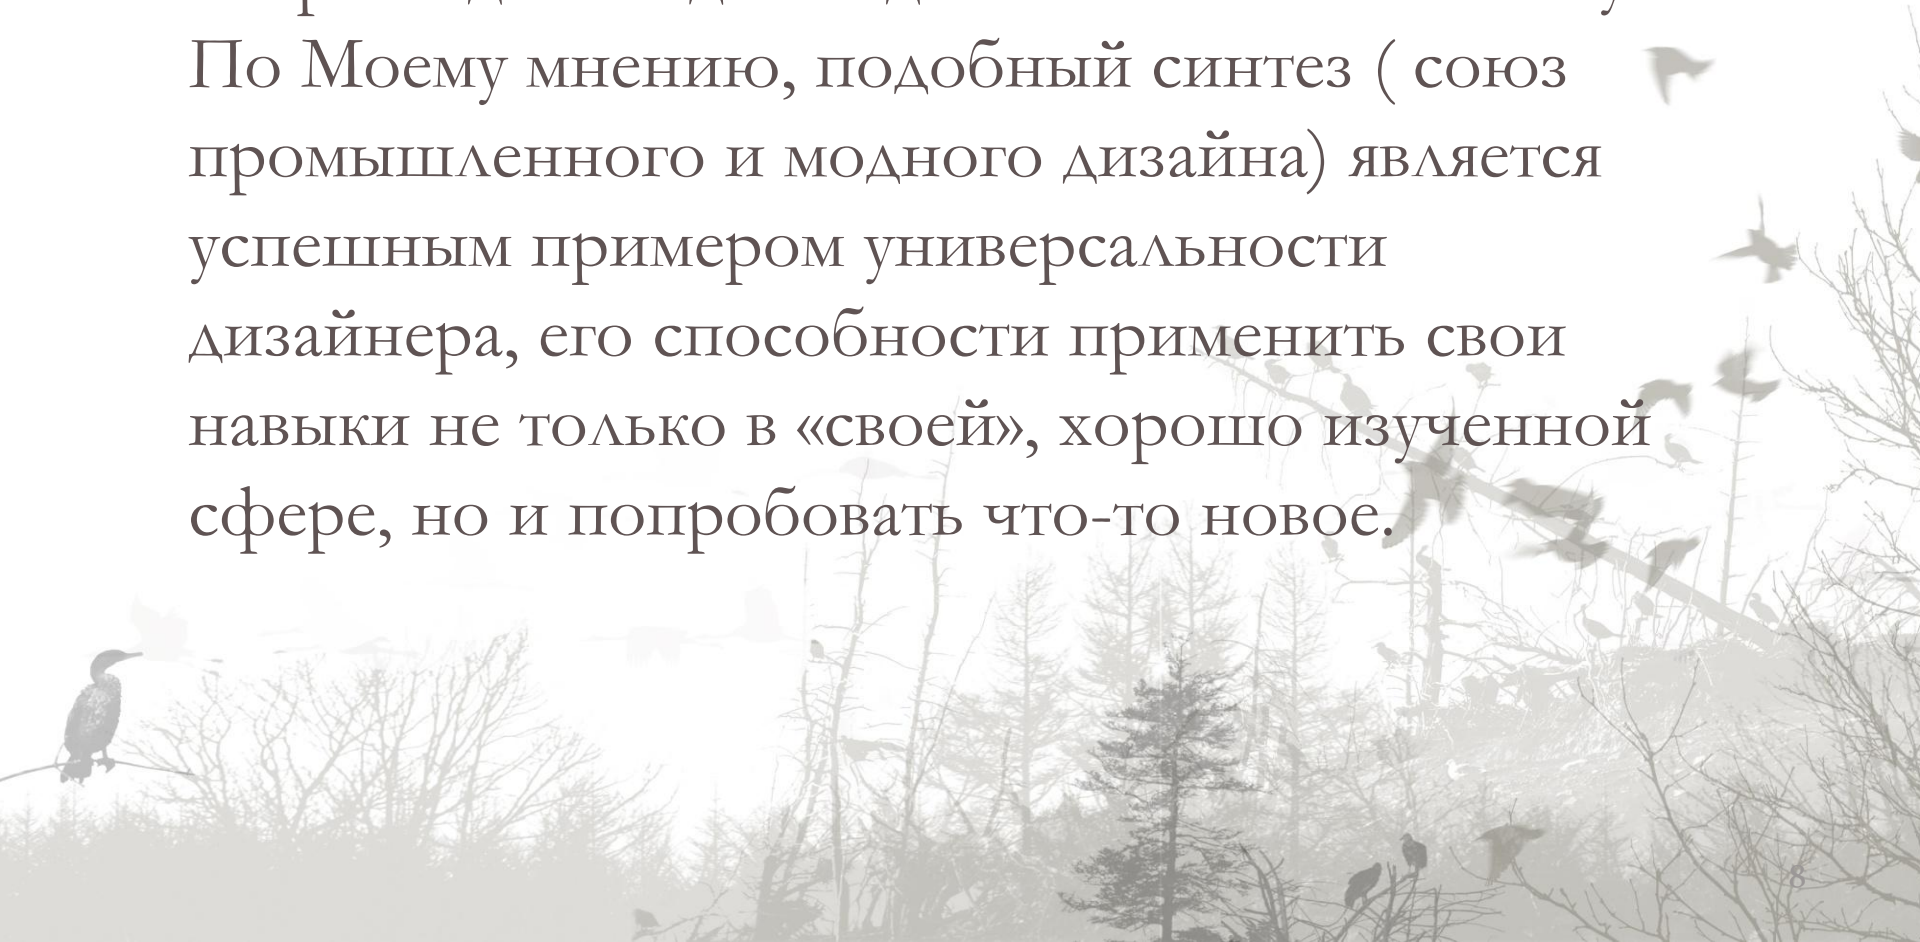 По Моему мнению, подобный синтез ( союз
промышленного и модного дизайна) является
успешным примером универсальности
дизайнера, его способности применить свои
навыки не только в «своей», хорошо изученной
сфере, но и попробовать что-то новое.
8